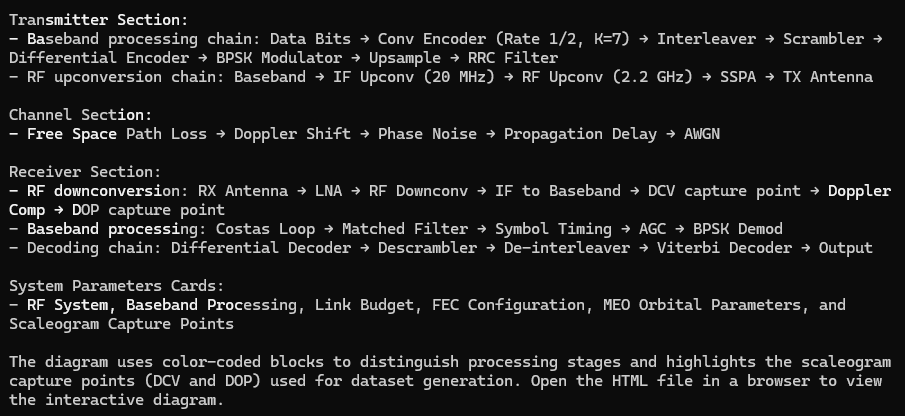 Transmitter Section:
– Baseband processing chain: Data Bits → Conv Encoder (Rate 1/2, K=7) → Interleaver → Scrambler →
Differential Encoder → BPSK Modulator → Upsample → RRC Filter
– RF upconversion chain: Baseband → IF Upconv (20 MHz) → RF Upconv (2.2 GHz) → SSPA → TX Antenna
Channel Section:
– Free Space Path Loss → Doppler Shift → Phase Noise → Propagation Delay → AWGN
Receiver Section:
– RF downconversion: RX Antenna → LNA → RF Downconv → IF to Baseband → DCV capture point → Doppler
Comp → DOP capture point
– Baseband processing: Costas Loop → Matched Filter → Symbol Timing → AGC → BPSK Demod
– Decoding chain: Differential Decoder → Descrambler → De-interleaver → Viterbi Decoder → Output
System Parameters Cards:
– RF System, Baseband Processing, Link Budget, FEC Configuration, MEO Orbital Parameters, and
Scaleogram Capture Points
The diagram uses color-coded blocks to distinguish processing stages and highlights the scaleogram
capture points (DCV and DOP) used for dataset generation. Open the HTML file in a browser to view
the interactive diagram.